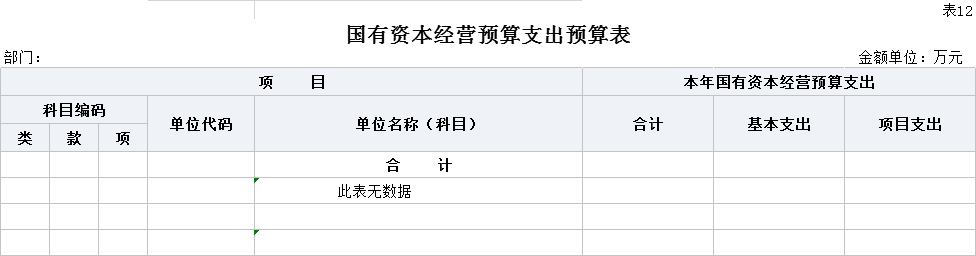 表12
国有资本经营预算支出预算表
部门：
金额单位：万元
项 目
本年国有资本经营预算支出
科目编码
单位代码
单位名称（科目）
合计
基本支出
项目支出
类
款
项
合 计
此表无数据